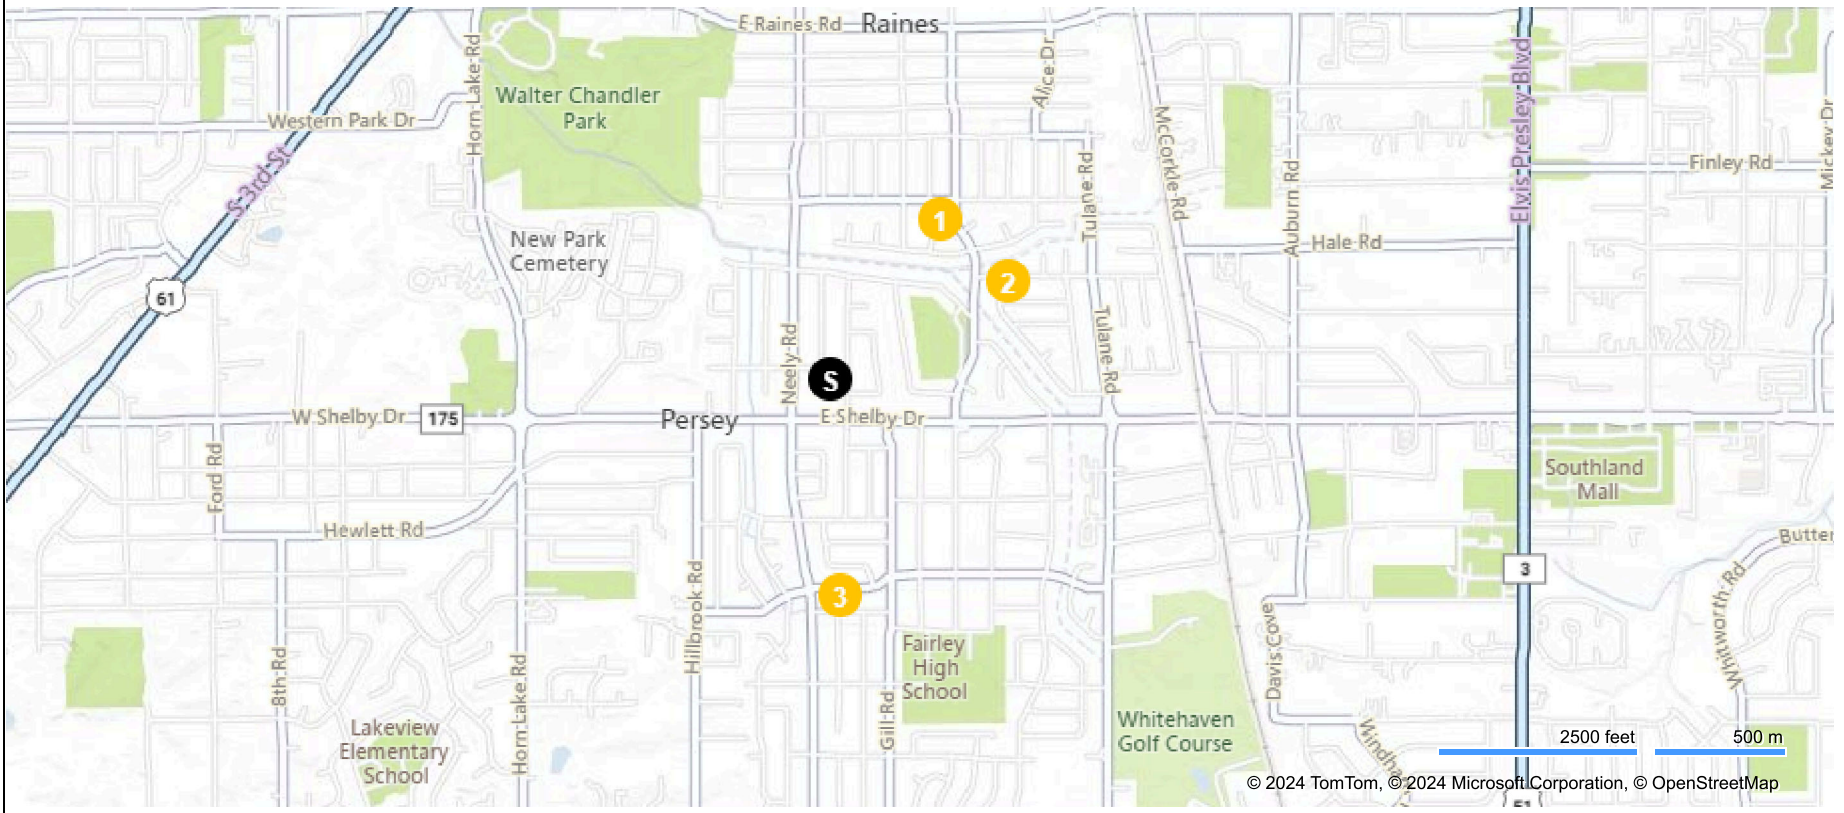 E Raines Rd
Raines
Alice Dr
Horn Lake Rd
Walter Chandler
Park
Western Park Dr
McCorkle Rd
Elvis Presley Blvd
Mickey Dr
Finley Rd
S 3rd St
Tulane Rd
Auburn Rd
1
New Park
Cemetery
Hale Rd
2
61
Neely Rd
Tulane Rd
S
W Shelby Dr
175
Persey
E Shelby Dr
Ford Rd
Southland
Mall
Hewlett Rd
Butter
3
3
Hillbrook Rd
Whitworth Rd
Davis Cove
Fairley
High
School
8th Rd
Horn Lake Rd
Gill Rd
Lakeview
Elementary
School
Whitehaven
Golf Course
Windha
2500 feet
500 m
© 2024 TomTom, © 2024 Microsoft Corporation, © OpenStreetMap
51